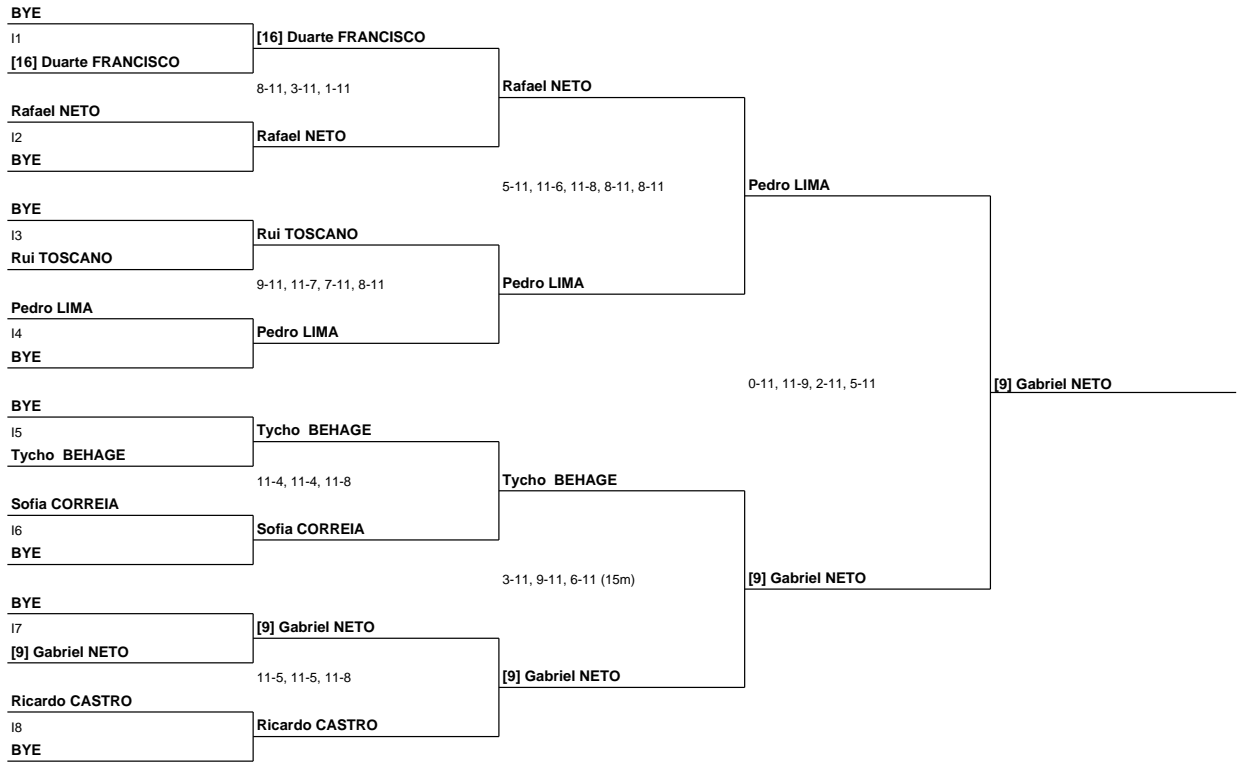 BYE
I1
[16] Duarte FRANCISCO
[16] Duarte FRANCISCO
8-11, 3-11, 1-11
Rafael NETO
Rafael NETO
I2
Rafael NETO
BYE
5-11, 11-6, 11-8, 8-11, 8-11
Pedro LIMA
BYE
I3
Rui TOSCANO
Rui TOSCANO
9-11, 11-7, 7-11, 8-11
Pedro LIMA
Pedro LIMA
I4
Pedro LIMA
BYE
0-11, 11-9, 2-11, 5-11
[9] Gabriel NETO
BYE
I5
Tycho BEHAGE
Tycho BEHAGE
11-4, 11-4, 11-8
Tycho BEHAGE
Sofia CORREIA
I6
Sofia CORREIA
BYE
3-11, 9-11, 6-11 (15m)
[9] Gabriel NETO
BYE
I7
[9] Gabriel NETO
[9] Gabriel NETO
11-5, 11-5, 11-8
[9] Gabriel NETO
Ricardo CASTRO
I8
Ricardo CASTRO
BYE